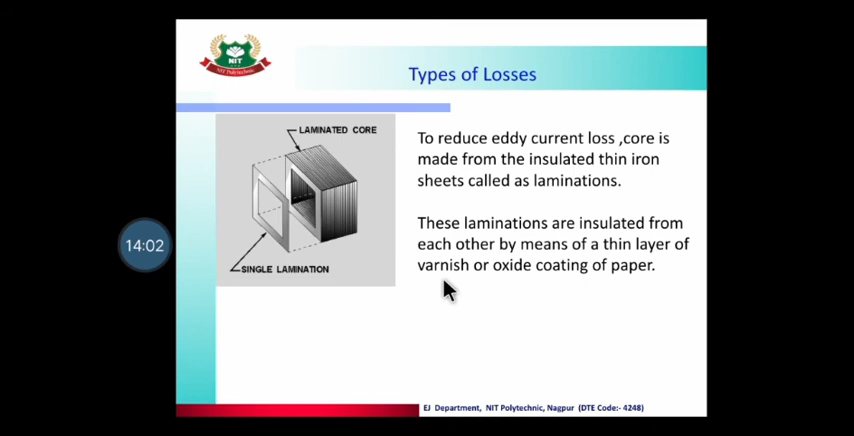 NIT
NIT Polytechnic
Types of Losses
LAMINATED CORE
To reduce eddy current loss ,core is
made from the insulated thin iron
sheets called as laminations.
These laminations are insulated from
each other by means of a thin layer of
varnish or oxide coating of paper.
14:02
SINGLE LAMINATION
EJ Department, NIT Polytechnic, Nagpur (DTE Code:- 4248)